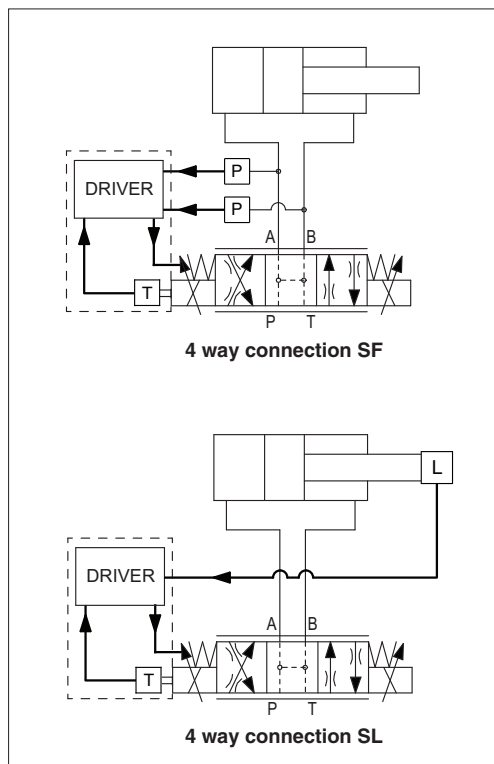 P
DRIVER
P
A B
T
P T
4 way connection SF
L
DRIVER
A B
T
P T
4 way connection SL